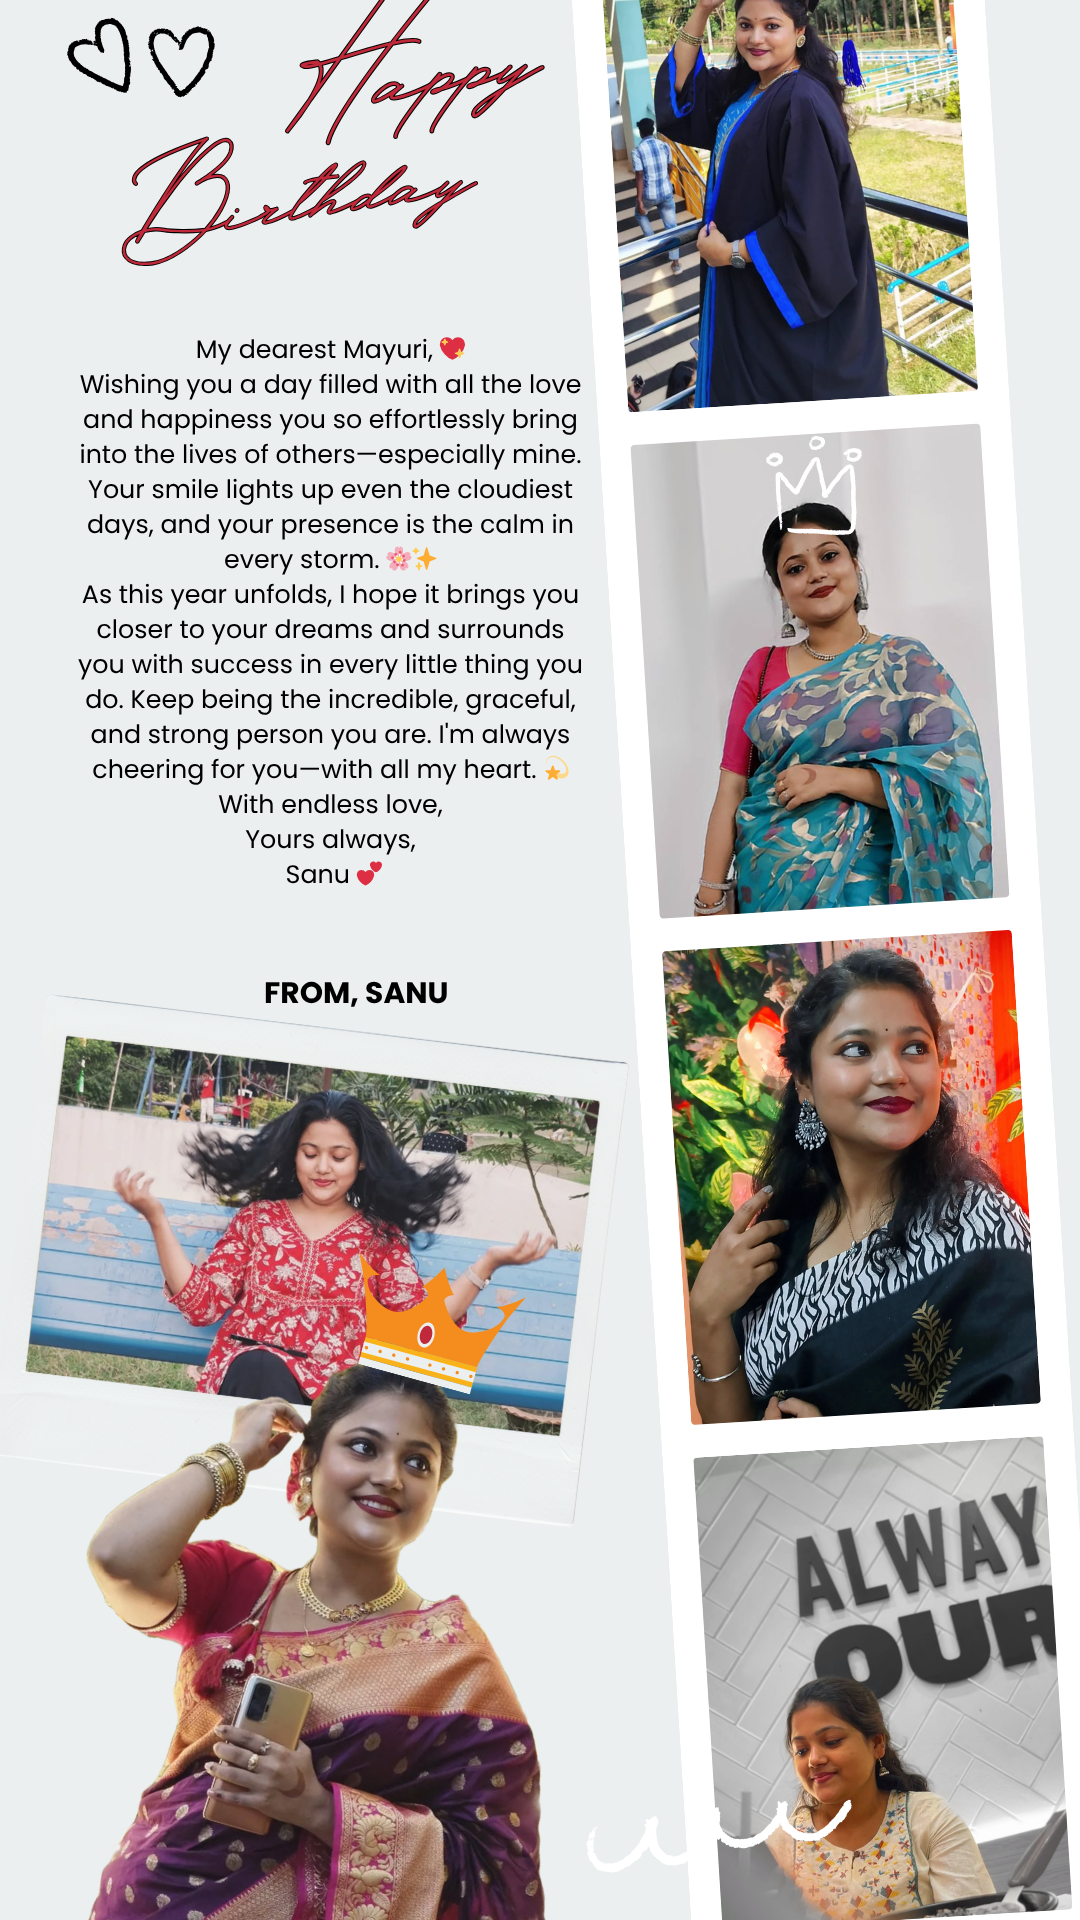 Happy
Birthday
My dearest Mayuri, 💖
Wishing you a day filled with all the love
and happiness you so effortlessly bring
into the lives of others—especially mine.
Your smile lights up even the cloudiest
days, and your presence is the calm in
every storm. 🌸✨
As this year unfolds, I hope it brings you
closer to your dreams and surrounds
you with success in every little thing you
do. Keep being the incredible, graceful,
and strong person you are. I'm always
cheering for you—with all my heart. 💫
With endless love,
Yours always,
Sanu 💕
FROM, SANU
ALWAY
OUR